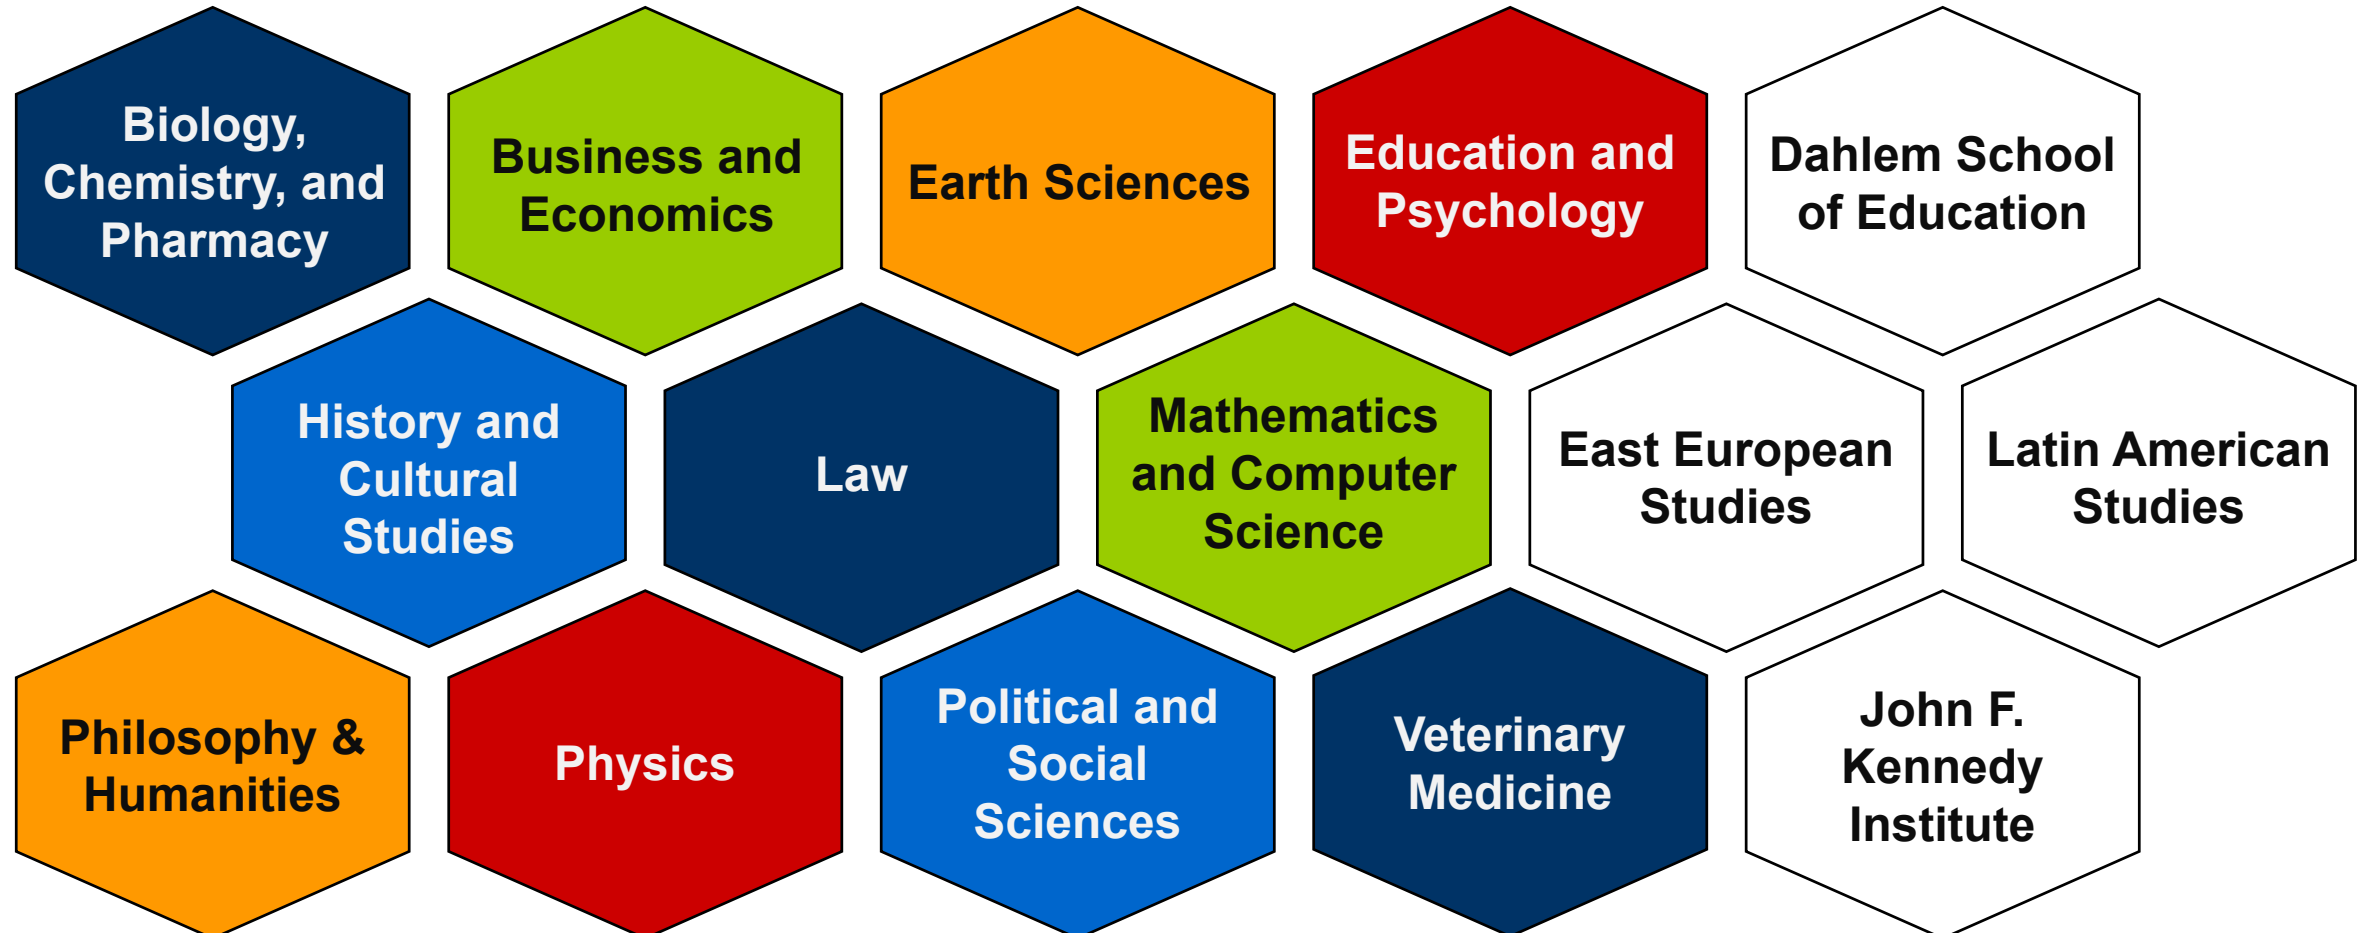 Biology,
Chemistry, and
Pharmacy
Business and
Economics
Earth Sciences
Education and
Psychology
Dahlem School
of Education
History and
Cultural
Studies
Law
Mathematics
and Computer
Science
East European
Studies
Latin American
Studies
Philosophy &
Humanities
Physics
Political and
Social
Sciences
Veterinary
Medicine
John F.
Kennedy
Institute